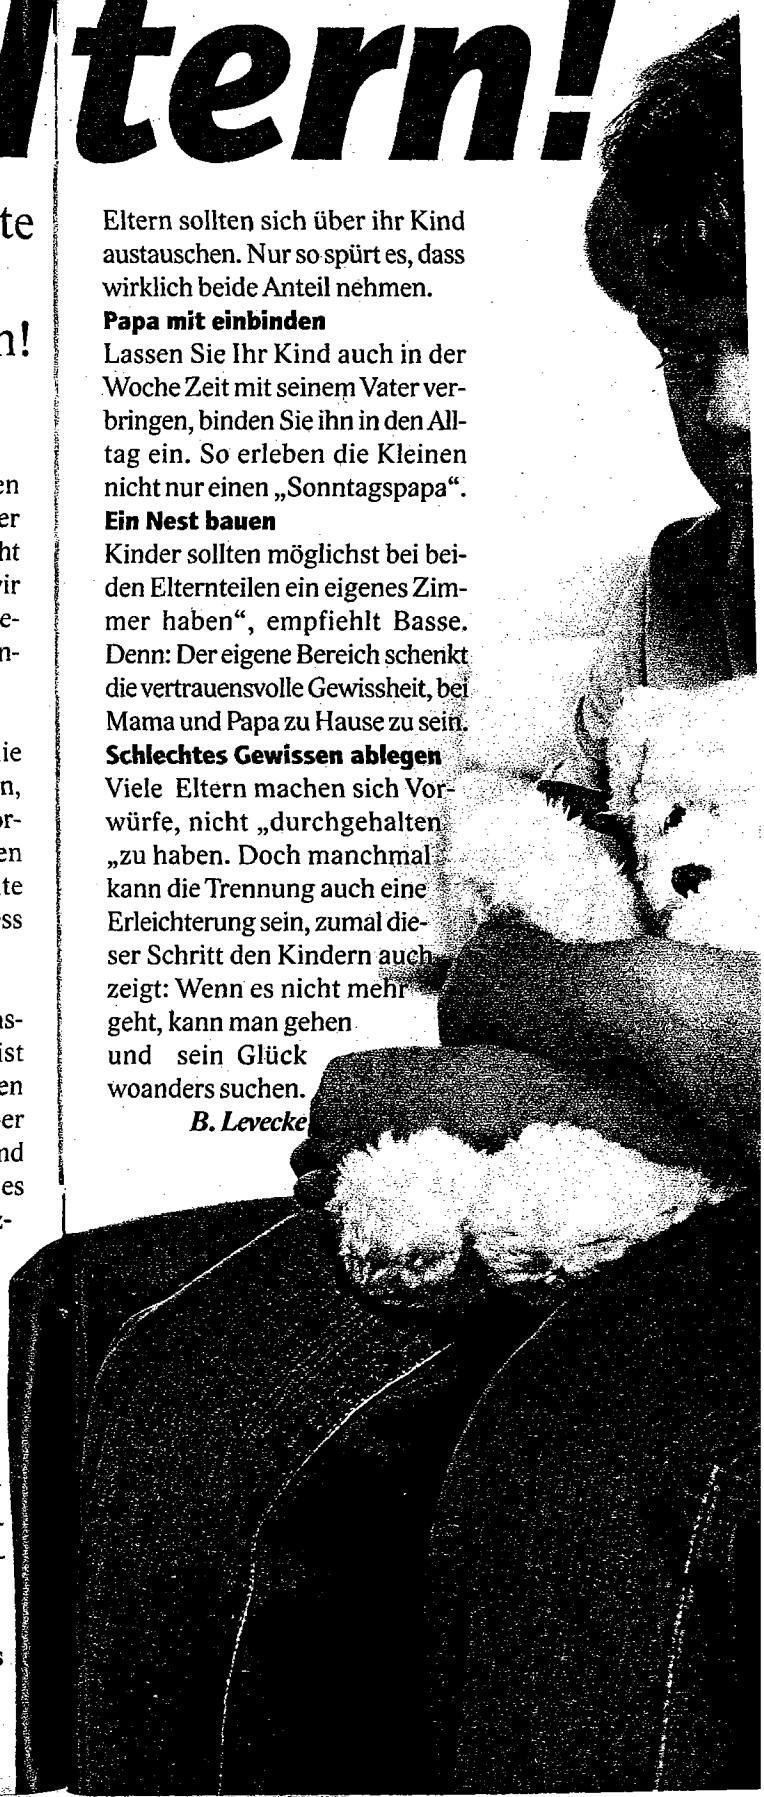 ltern!
te
n!
en
er
ht
vir
e-
n-
ie
n,
or-
en
te
ss
as-
ist
en
er
nd
es
z-
Eltern sollten sich über ihr Kind
austauschen. Nur so spürt es, dass
wirklich beide Anteil nehmen.
Papa mit einbinden
Lassen Sie Ihr Kind auch in der
Woche Zeit mit seinem Vater ver-
bringen, binden Sie ihn in den All-
tag ein. So erleben die Kleinen
nicht nur einen „Sonntagspapa“.
Ein Nest bauen
Kinder sollten möglichst bei bei-
den Elternteilen ein eigenes Zim-
mer haben“, empfiehlt Basse.
Denn: Der eigene Bereich schenkt
die vertrauensvolle Gewissheit, bei
Mama und Papa zu Hause zu sein.
Schlechtes Gewissen ablegen
Viele Eltern machen sich Vor-
würfe, nicht „durchgehalten
„zu haben. Doch manchmal
kann die Trennung auch eine
Erleichterung sein, zumal die-
ser Schritt den Kindern auch
zeigt: Wenn es nicht mehr
geht, kann man gehen
und sein Glück
woanders suchen.
B. Levecke